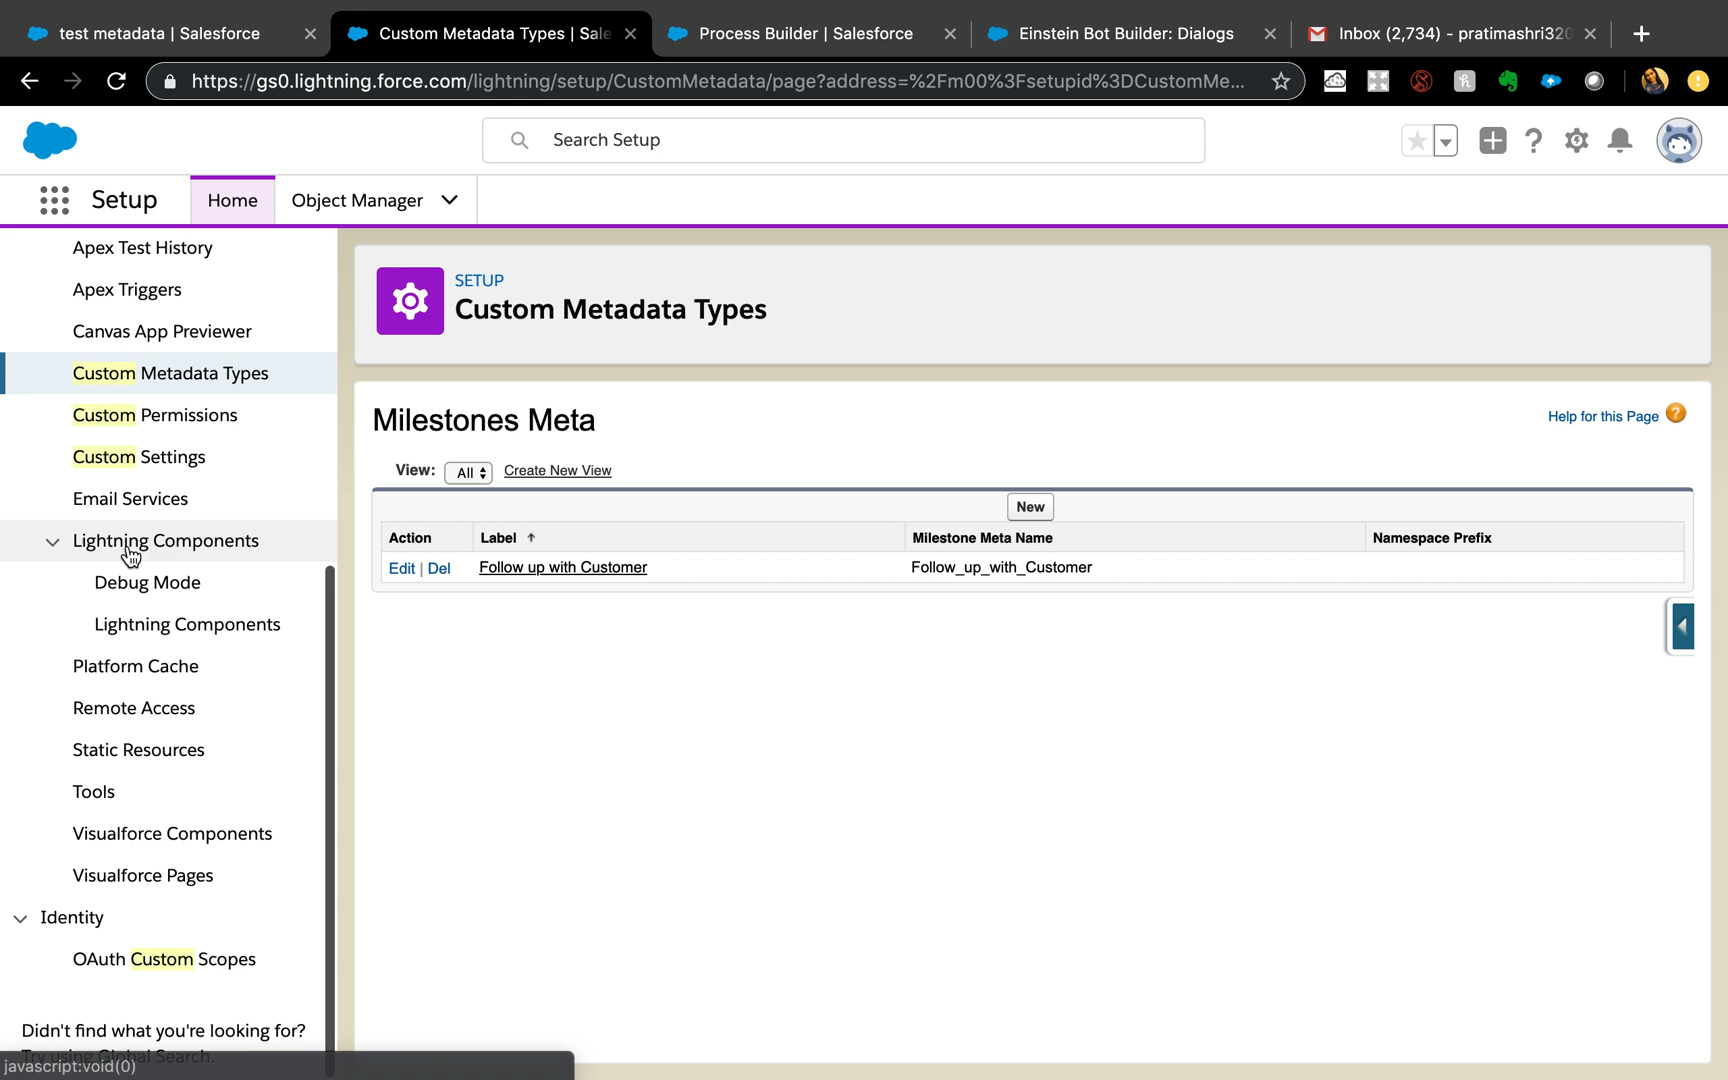 test metadata | Salesforce
Custom Metadata Types | Sale
Process Builder | Salesforce
Einstein Bot Builder: Dialogs
Inbox (2,734) - pratimashri320
https://gs0.lightning.force.com/lightning/setup/CustomMetadata/page?address=%2Fm00%3Fsetupid%3DCustomMe...
Search Setup
Setup
Home
Object Manager
Apex Test History
Apex Triggers
Canvas App Previewer
Custom Metadata Types
Custom Permissions
Custom Settings
Email Services
Lightning Components
Debug Mode
Lightning Components
Platform Cache
Remote Access
Static Resources
Tools
Visualforce Components
Visualforce Pages
Identity
OAuth Custom Scopes
Didn't find what you're looking for?
Try using Global Search.
javascript:void(0)
SETUP
Custom Metadata Types
Milestones Meta
Help for this Page ?
View: All Create New View
New
Action Label Milestone Meta Name Namespace Prefix
Edit | Del Follow up with Customer Follow_up_with_Customer